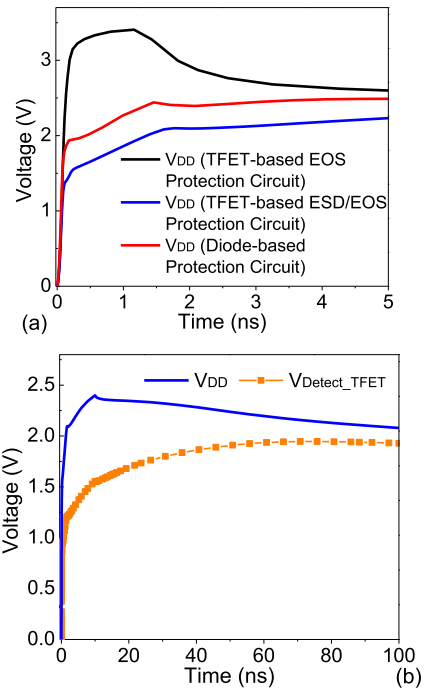 3
2
1
0
Voltage (V)
VDD (TFET-based EOS
Protection Circuit)
VDD (TFET-based ESD/EOS
Protection Circuit)
VDD (Diode-based
Protection Circuit)
0 1 2 3 4 5
(a) Time (ns)
VDD VDetect_TFET
2.5
2.0
1.5
1.0
0.5
0.0
Voltage (V)
0 20 40 60 80 100
Time (ns) (b)